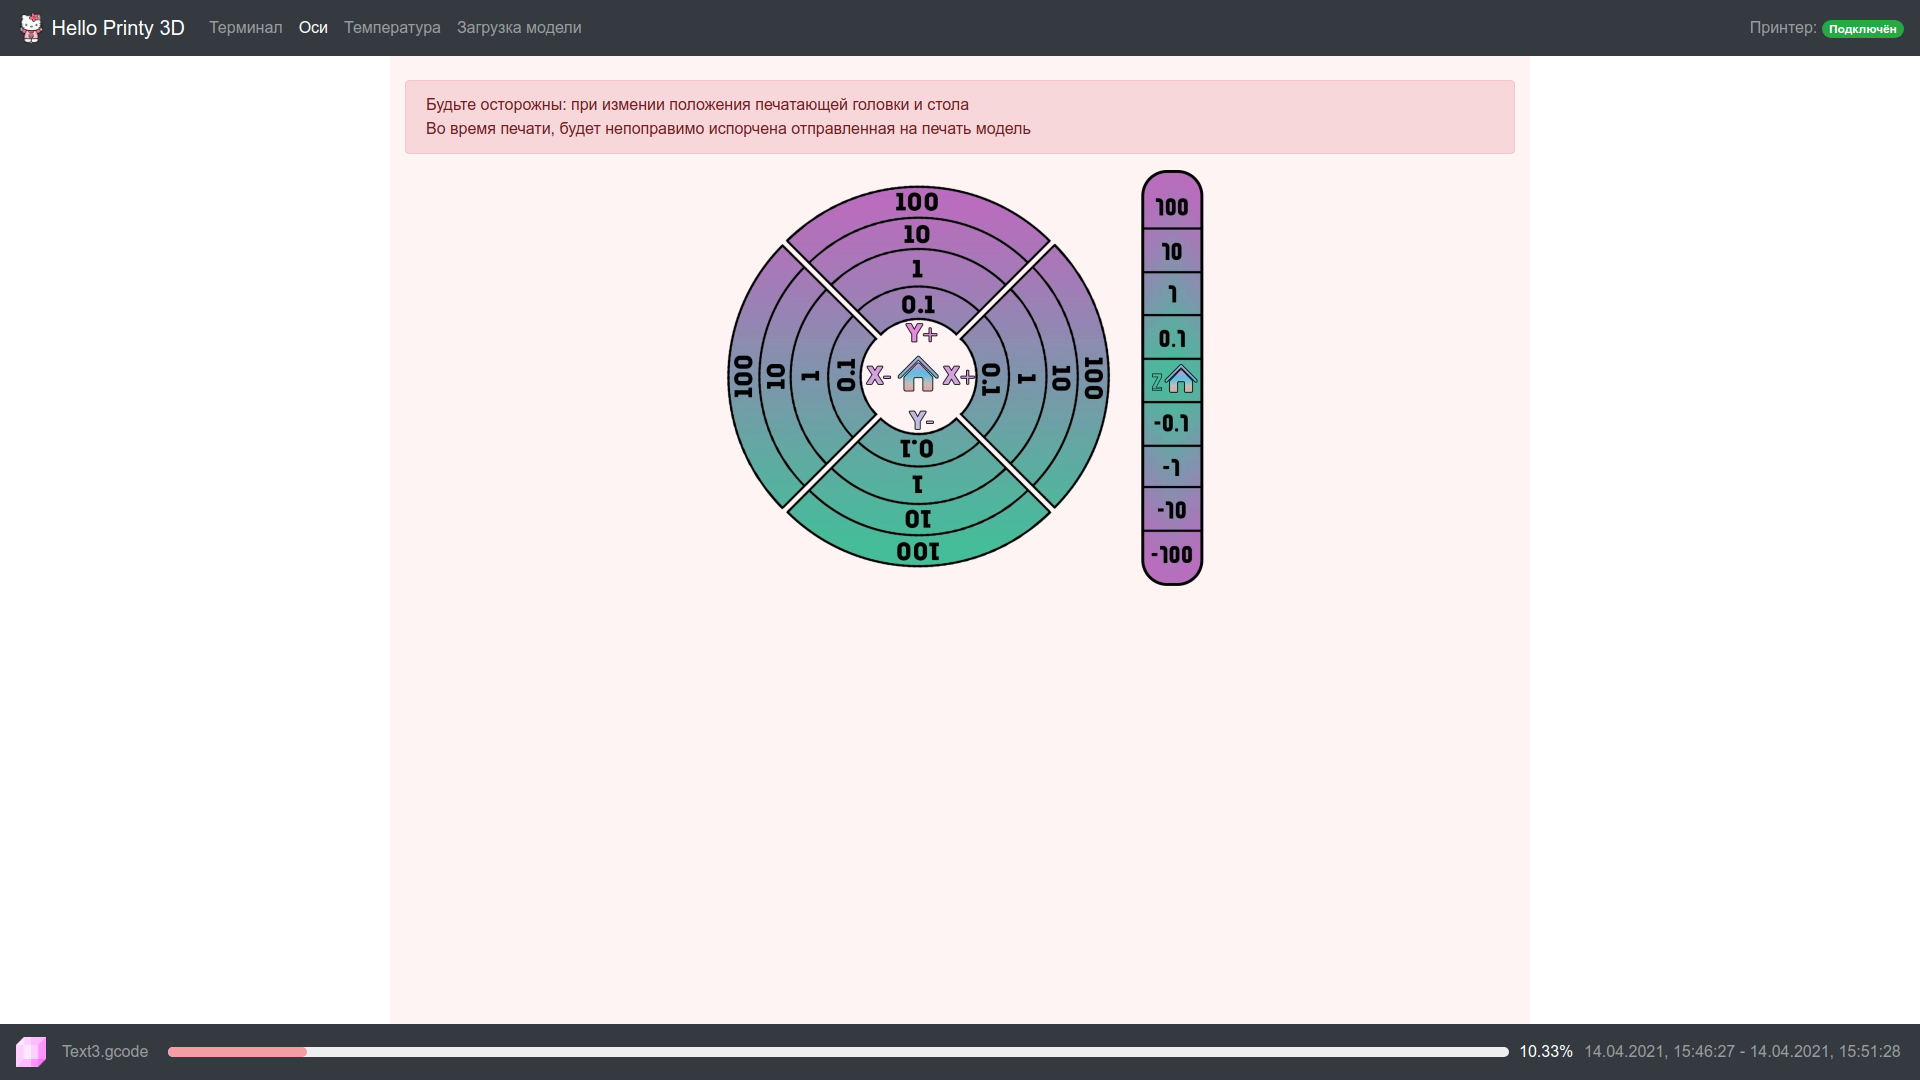 Hello Printy 3D Терминал Оси Температура Загрузка модели Принтер: Подключён
Будьте осторожны: при измении положения печатающей головки и стола
Во время печати, будет непоправимо испорчена отправленная на печать модель
100
10
1
0.1
Y+
100 10 1 0.1 X- X+ 0.1 1 10 100
Y-
0.1
1
10
100
100
10
1
0.1
Z
-0.1
-1
-10
-100
Text3.gcode 10.33% 14.04.2021, 15:46:27 - 14.04.2021, 15:51:28